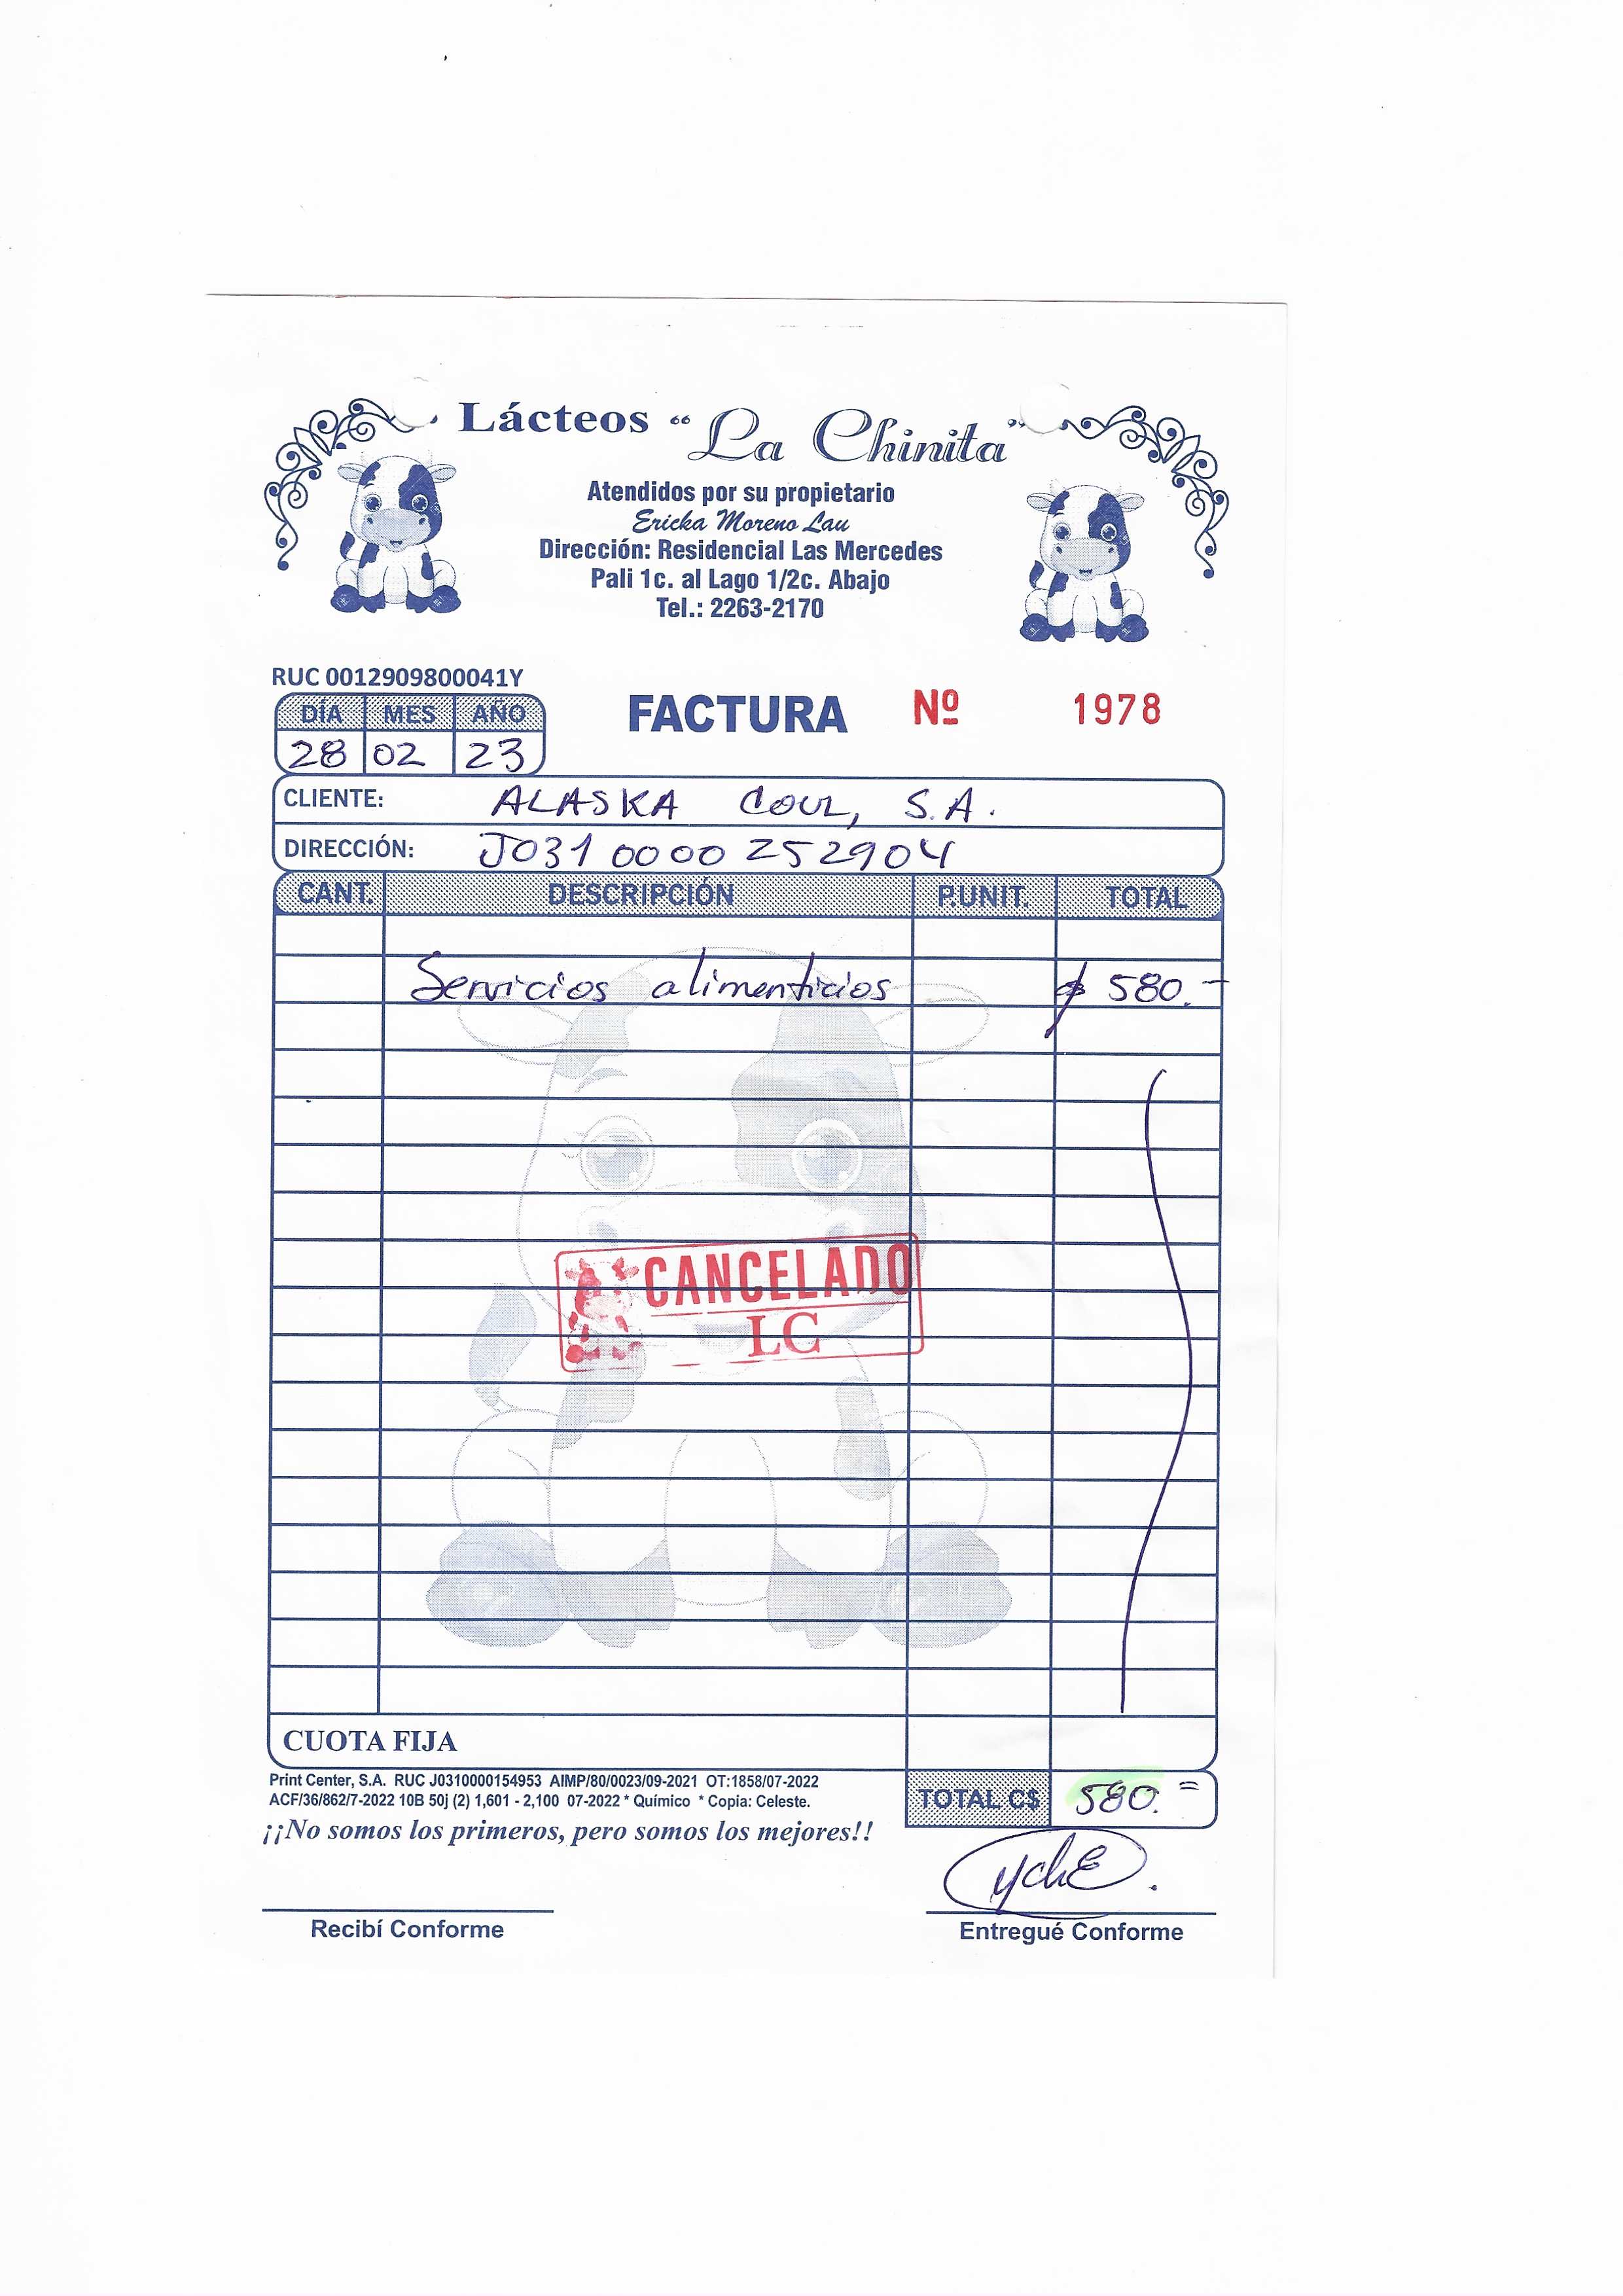 Lácteos "La Chinita"
Atendidos por su propietario
Ericka Moreno Lau
Dirección: Residencial Las Mercedes
Pali 1c. al Lago 1/2c. Abajo
Tel.: 2263-2170
RUC 0012909800041Y
DÍA MES AÑO
28 02 23
FACTURA Nº 1978
CLIENTE: ALASKA COOL, S.A.
DIRECCIÓN: J031 0000 252904
CANT. DESCRIPCIÓN P.UNIT. TOTAL
Servicios alimenticios $ 580.-
CANCELADO
LC
CUOTA FIJA
Print Center, S.A. RUC J0310000154953 AIMP/80/0023/09-2021 OT:1858/07-2022
ACF/36/862/7-2022 10B 50j (2) 1,601 - 2,100 07-2022 * Químico * Copia: Celeste.
TOTAL C$ 580.=
¡¡No somos los primeros, pero somos los mejores!!
Recibí Conforme
Entregué Conforme